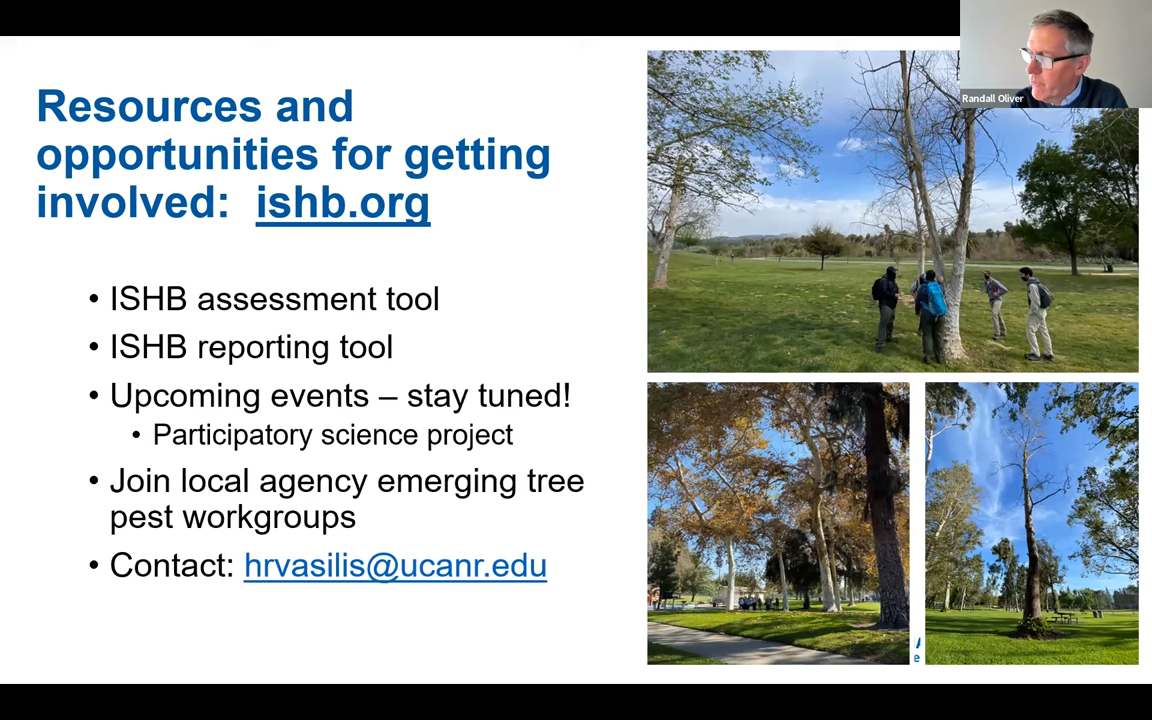 Resources and
opportunities for getting
involved: ishb.org
• ISHB assessment tool
• ISHB reporting tool
• Upcoming events – stay tuned!
• Participatory science project
• Join local agency emerging tree
pest workgroups
• Contact: hrvasilis@ucanr.edu
Randall Oliver